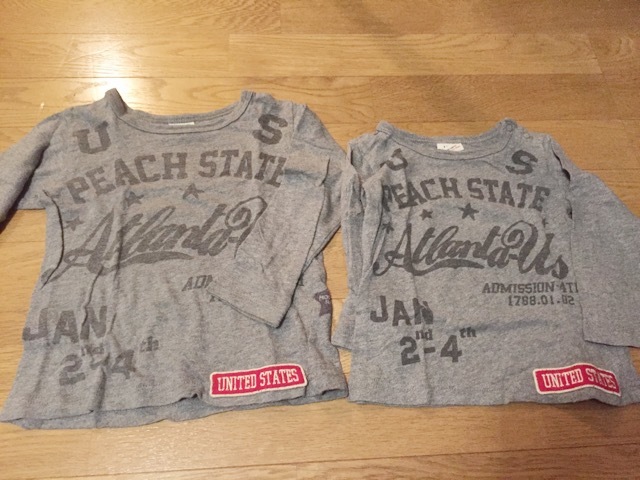 U S
PEACH STATE
Atlanta-U
ADM
JAN
2nd-4th
UNITED STATES
U S
PEACH STATE
Atlanta-Us
ADMISSION 4TH
1788.01.02
JAN
2nd-4th
UNITED STATES